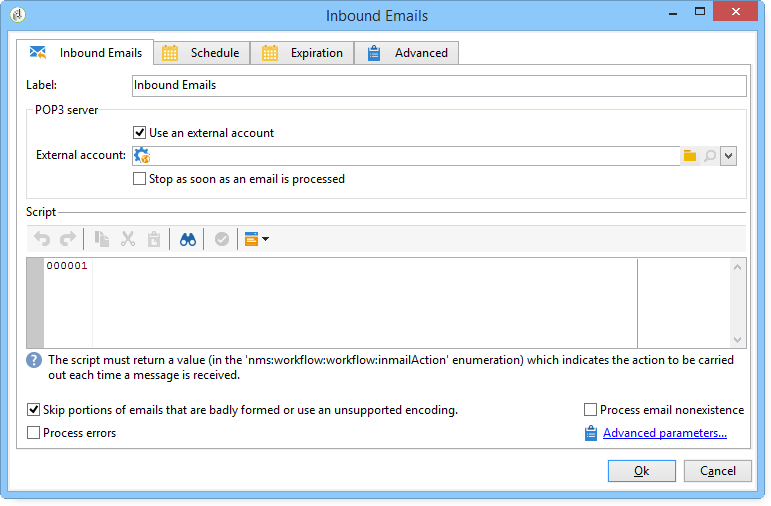 Inbound Emails
Inbound Emails Schedule Expiration Advanced
Label: Inbound Emails
POP3 server
Use an external account
External account:
Stop as soon as an email is processed
Script
000001
The script must return a value (in the 'nms:workflow:workflow:inmailAction' enumeration) which indicates the action to be carried
out each time a message is received.
Skip portions of emails that are badly formed or use an unsupported encoding. Process email nonexistence
Process errors Advanced parameters...
Ok Cancel